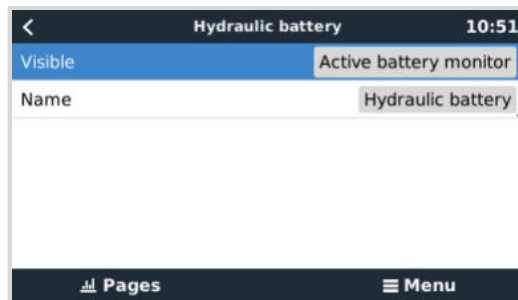 Hydraulic battery 10:51
Visible Active battery monitor
Name Hydraulic battery
Pages Menu